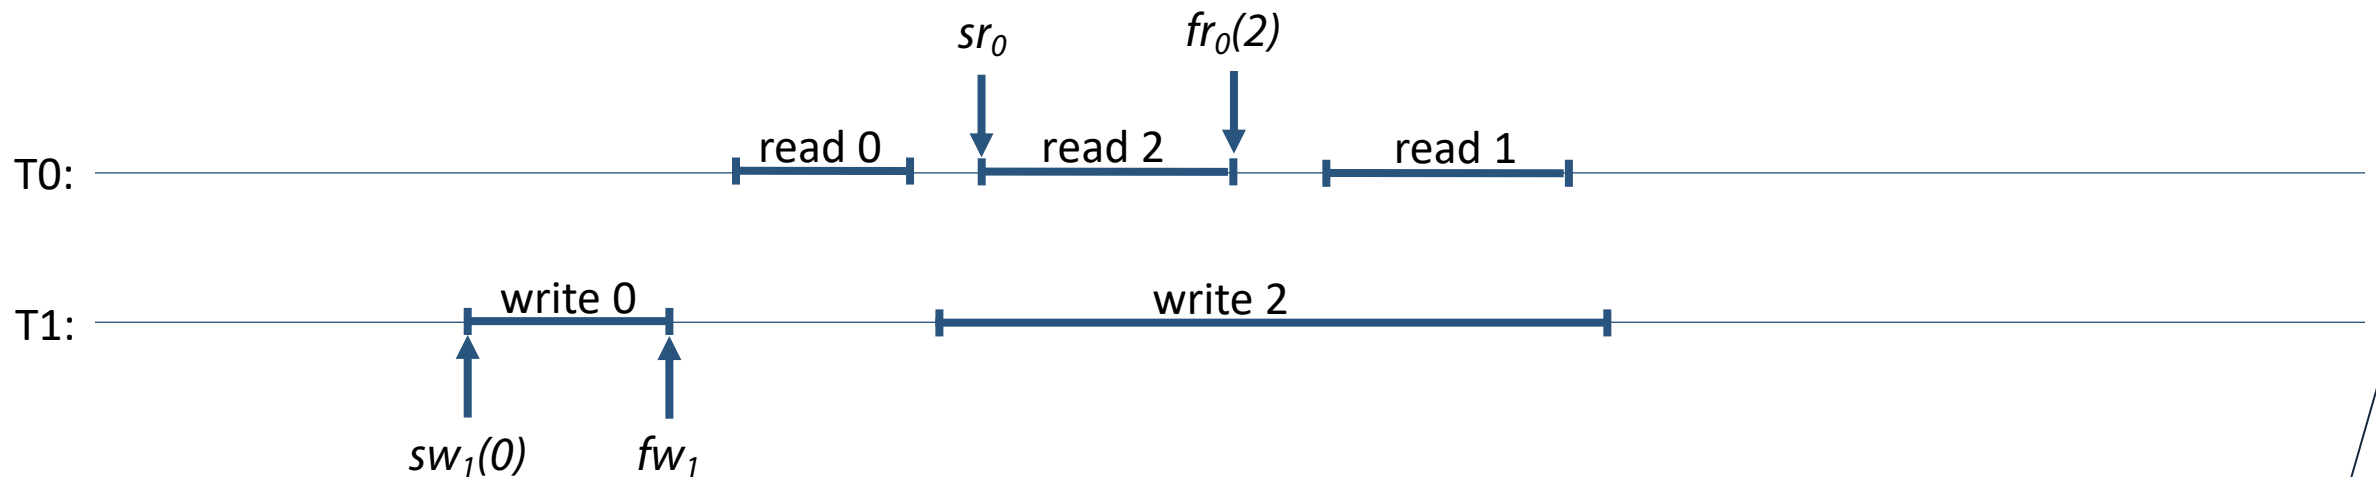 sr₀ fr₀(2)
read 0 read 2 read 1
T0:
write 0 write 2
T1:
sw₁(0) fw₁